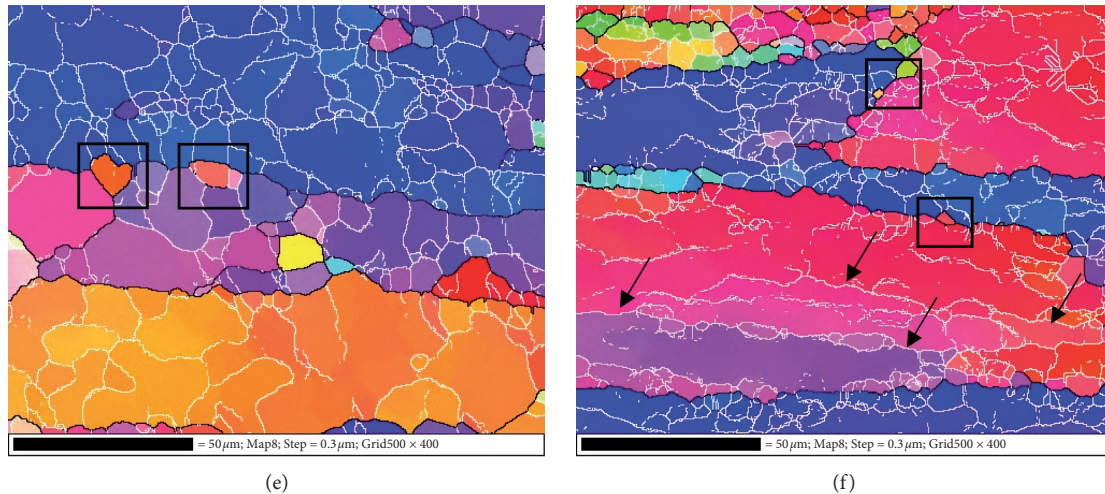 = 50 μm; Map8; Step = 0.3 μm; Grid500 × 400
= 50 μm; Map8; Step = 0.3 μm; Grid500 × 400
(e)
(f)